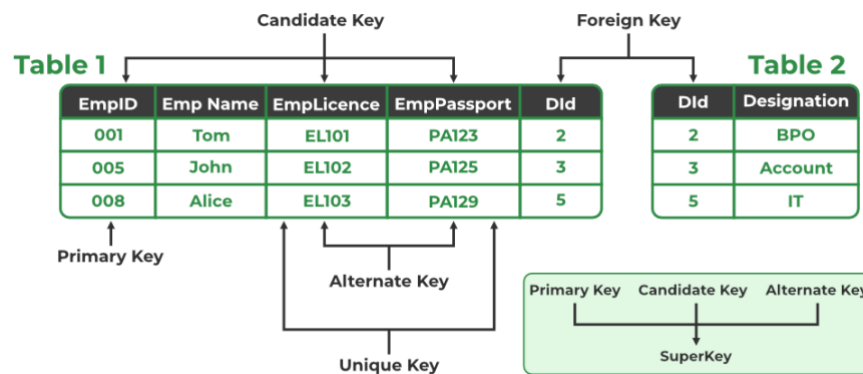 Candidate Key
Foreign Key
Table 1
Table 2
EmpID Emp Name EmpLicence EmpPassport DId
001 Tom EL101 PA123 2
005 John EL102 PA125 3
008 Alice EL103 PA129 5
DId Designation
2 BPO
3 Account
5 IT
Primary Key
Alternate Key
Unique Key
Primary Key Candidate Key Alternate Key
SuperKey